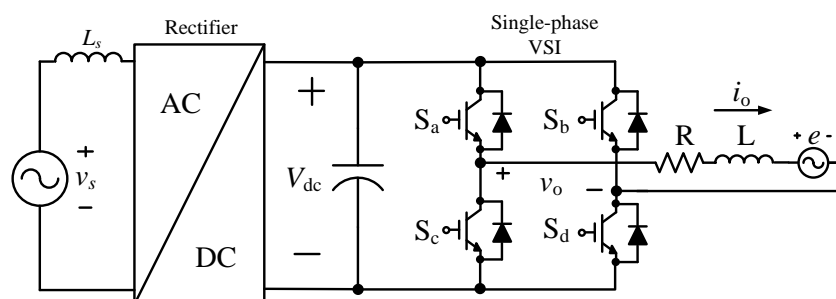 Rectifier
Single-phase
VSI
Ls
AC
DC
+
vs
−
+
Vdc
−
Sa
Sb
Sc
Sd
+
vo
−
R
L
io
+ e -